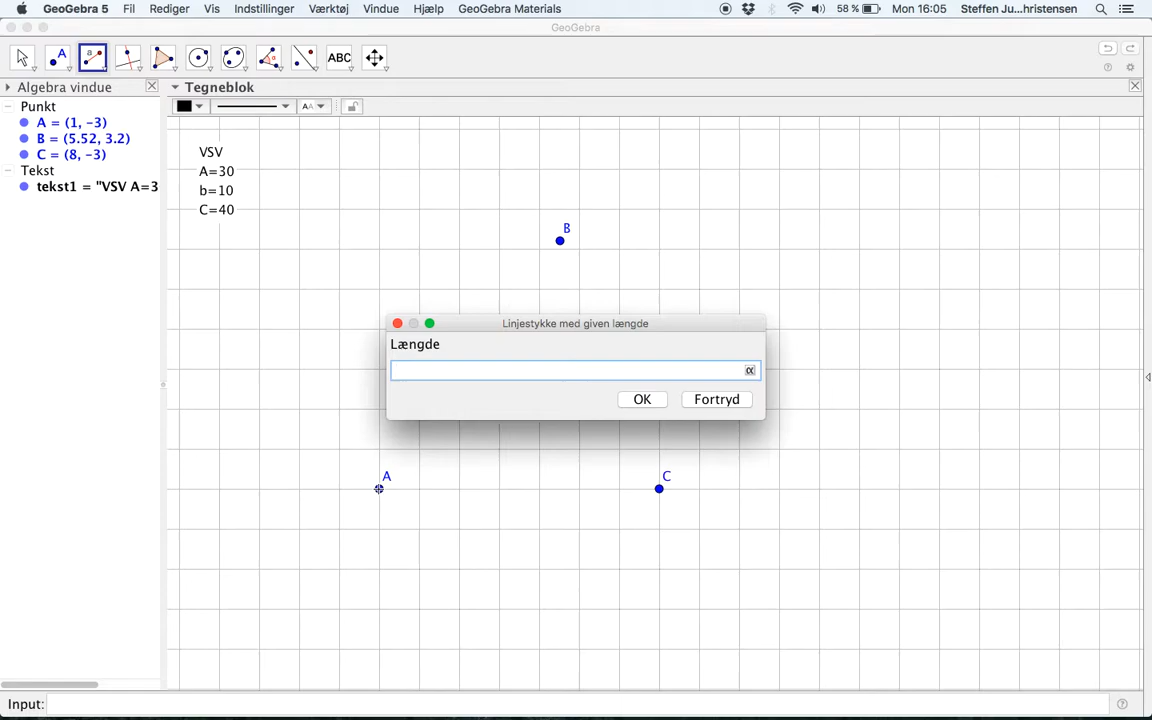 GeoGebra 5 Fil Rediger Vis Indstillinger Værktøj Vindue Hjælp GeoGebra Materials 58 % Mon 16:05 Steffen Ju...hristensen
GeoGebra
A a α ABC
Algebra vindue
Tegneblok
AA
Punkt
A = (1, -3)
B = (5.52, 3.2)
C = (8, -3)
Tekst
tekst1 = "VSV A=3
VSV
A=30
b=10
C=40
B
Linjestykke med given længde
Længde
α
OK Fortryd
A
C
Input: